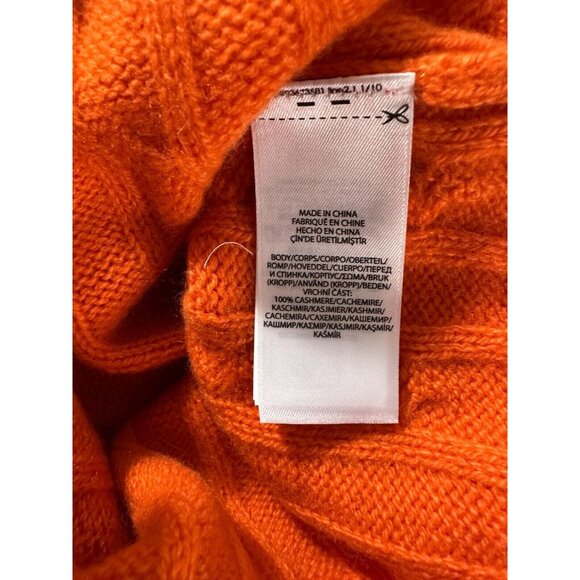 1/10
MADE IN CHINA
FABRIQUÉ EN CHINE
HECHO EN CHINA
ÇİN'DE ÜRETİLMİŞTİR
BODY/CORPS/CORPO/OBERTEIL/
ROMP/HOVEDDEL/CUERPO/ПЕРЕД
И СПИНКА/КОРПУС/ΣΩΜΑ/BRUK
(KROPP)/ANVÄND (KROPP)/BEDEN/
VRCHNÍ ČÁST:
100% CASHMERE/CACHEMIRE/
KASCHMIR/KASJMIER/KASHMIR/
CACHEMIRA/CAXEMIRA/КАШЕМИР/
КАШМИР/ΚΑΣΜΙΡ/KASJMIR/KAŞMİR/
KAŠMÍR